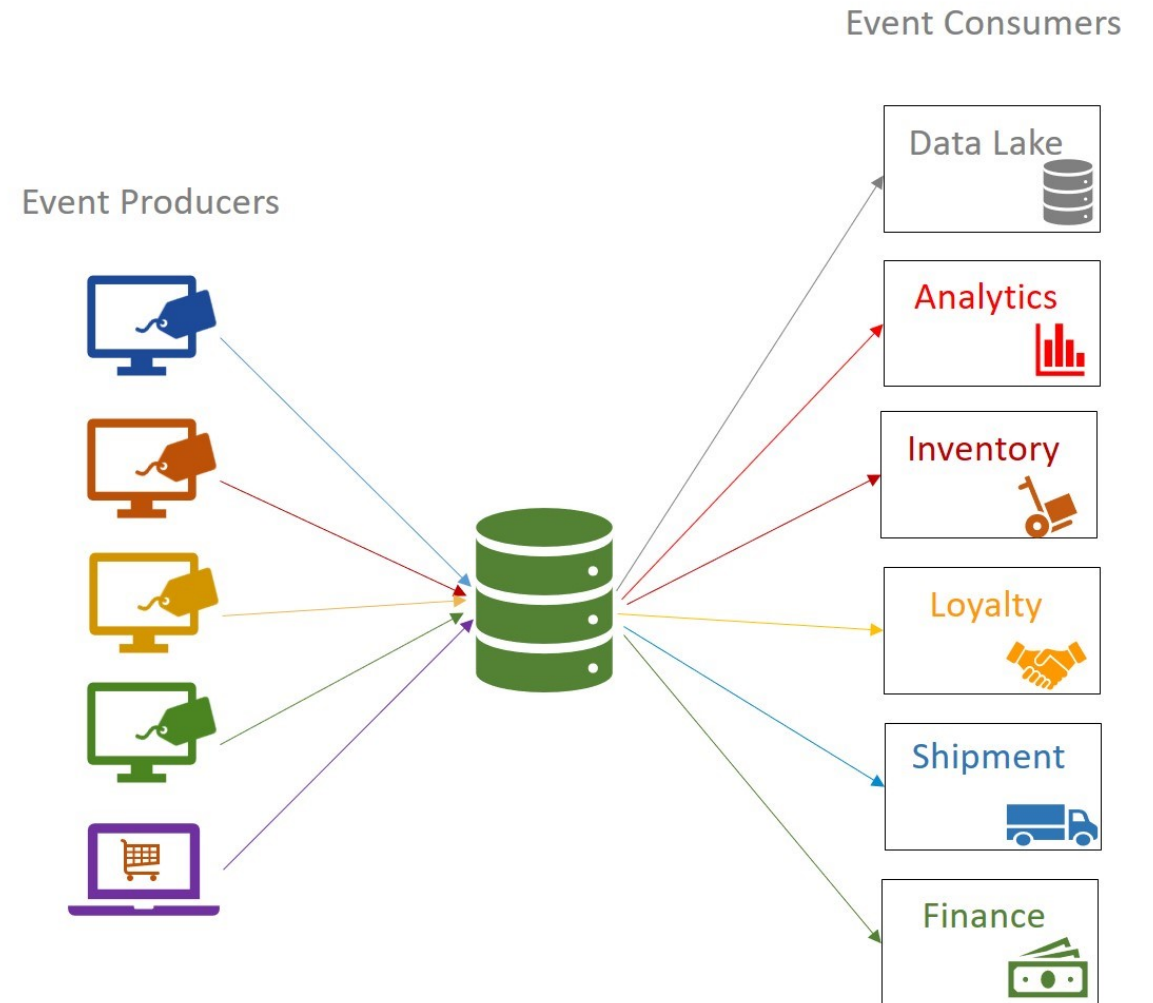 Event Consumers
Event Producers
Data Lake
Analytics
Inventory
Loyalty
Shipment
Finance